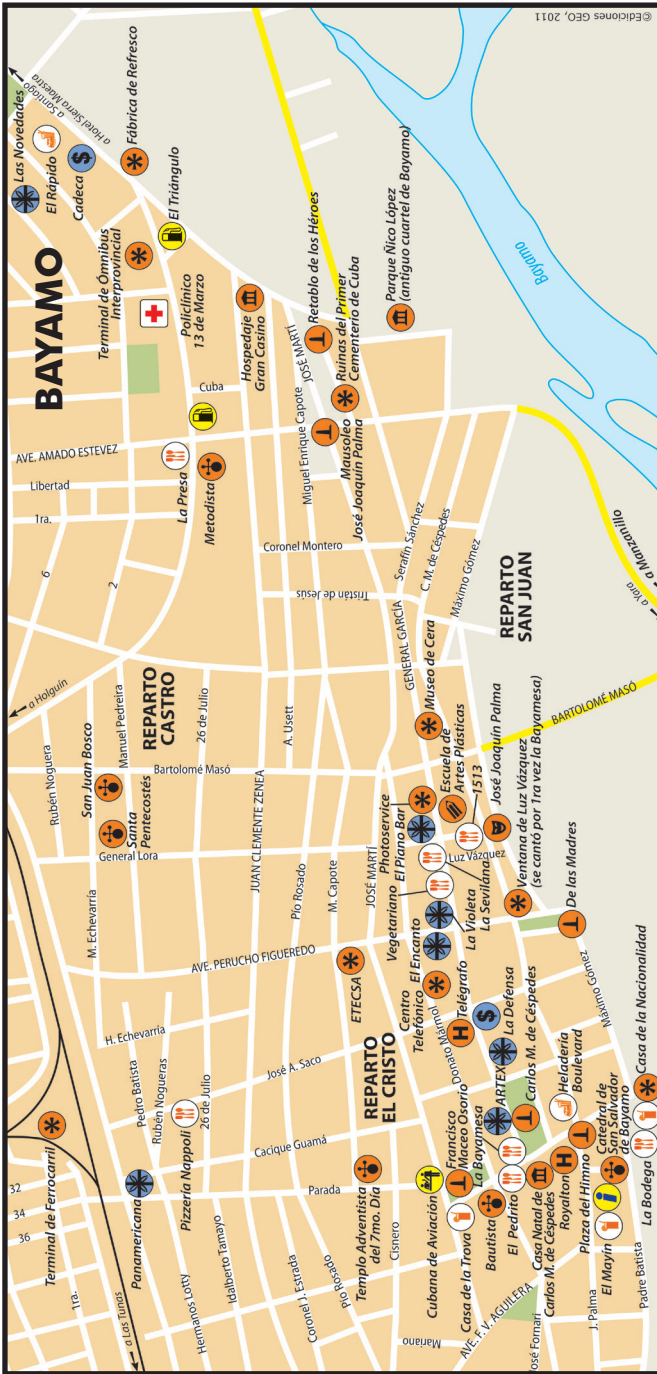 BAYAMO
©Ediciones GEO, 2011
a Santiago
a Hotel Sierra Maestra
Las Novedades
El Rápido
Cadeca
$
Fábrica de Refresco
Terminal de Ómnibus
Interprovincial
El Triángulo
Policlínico
13 de Marzo
Hospedaje
Gran Casino
Retablo de los Héroes
Ruinas del Primer
Cementerio de Cuba
Parque Ñico López
(antiguo cuartel de Bayamo)
Bayamo
Cuba
JOSÉ MARTÍ
Miguel Enrique Capote
Mausoleo
José Joaquín Palma
AVE. AMADO ESTEVEZ
Libertad
1ra.
La Presa
Metodista
6
2
Coronel Montero
Tristán de Jesús
Serafín Sánchez
C. M. de Céspedes
Máximo Gómez
GENERAL GARCÍA
REPARTO
SAN JUAN
a Yara
a Manzanillo
a Holguín
Rubén Noguera
San Juan Bosco
Manuel Pedreira
Santa
Pentecostés
REPARTO
CASTRO
26 de Julio
Bartolomé Masó
BARTOLOMÉ MASÓ
A. Usett
JUAN CLEMENTE ZENEA
General Lora
M. Echevarría
Pío Rosado
M. Capote
JOSÉ MARTÍ
Museo de Cera
Escuela de
Artes Plásticas
1513
José Joaquín Palma
Photoservice
El Piano Bar
Luz Vázquez
Vegetariano
La Violeta
La Sevilana
Ventana de Luz Vázquez
(se cantó por 1ra vez la Bayamesa)
De las Madres
AVE. PERUCHO FIGUEREDO
ETECSA
El Encanto
Centro
Telefónico
H
Telégrafo
$
La Defensa
Carlos M. de Céspedes
Máximo Gómez
H. Echevarría
José A. Saco
REPARTO
EL CRISTO
Donato Mármol
Pedro Batista
Rubén Nogueras
Pizzería Nappoli
26 de Julio
Cacique Guamá
Parada
Terminal de Ferrocarril
Panamericana
32
34
36
1ra.
a Las Tunas
Hermanos Lotty
Idalberto Tamayo
Coronel J. Estrada
Pío Rosado
Templo Adventista
del 7mo. Día
Cisnero
Mariano
Cubana de Aviación
Francisco
Maceo Osorio
La Bayamesa
ARTEX
Casa de la Trova
Bautista
El Pedrito
Casa Natal de
Carlos M. de Céspedes
H
Royalton
Heladería
Boulevard
Plaza del Himno
i
El Mayín
Catedral de
San Salvador
de Bayamo
Casa de la Nacionalidad
La Bodega
AVE. F. V. AGUILERA
José Fornari
J. Palma
Padre Batista